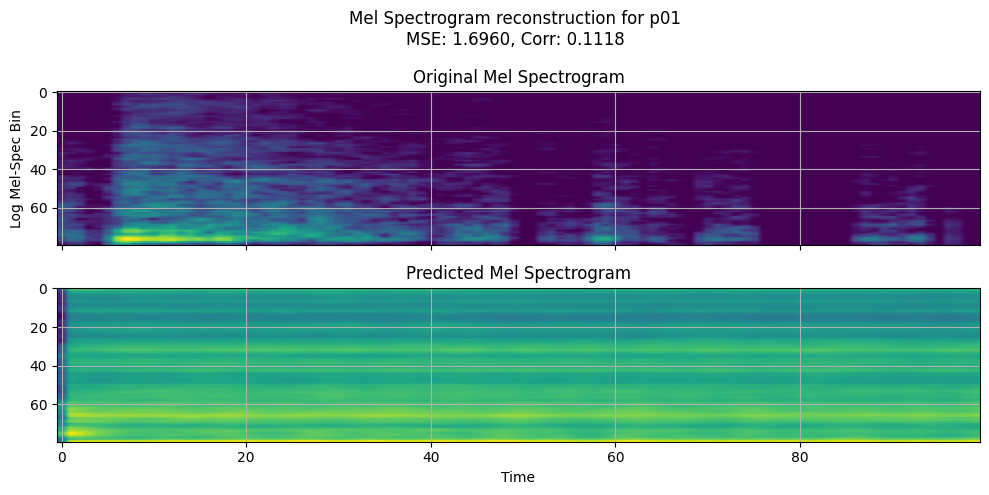 Mel Spectrogram reconstruction for p01
MSE: 1.6960, Corr: 0.1118
Original Mel Spectrogram
0
20
40
60
Log Mel-Spec Bin
Predicted Mel Spectrogram
0
20
40
60
0 20 40 60 80
Time